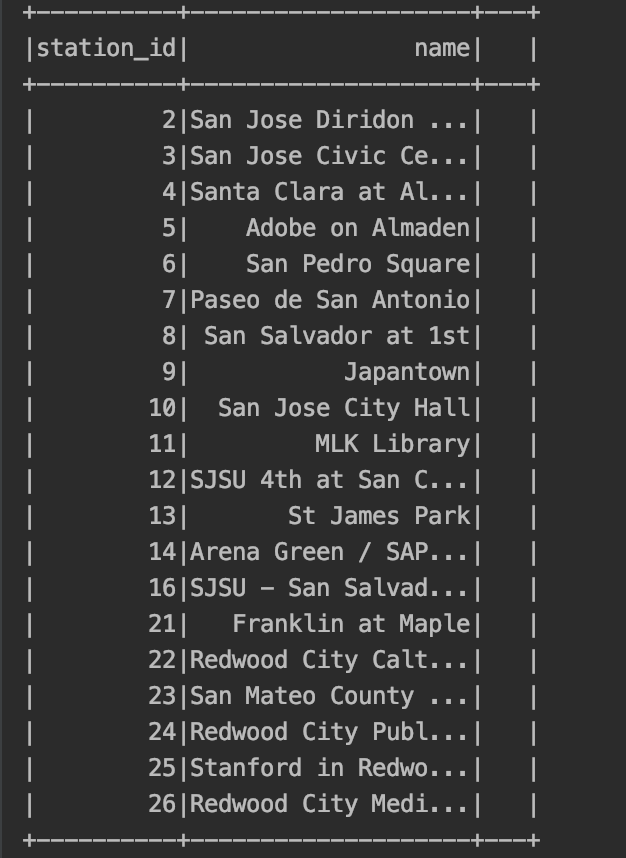 +----------+--------------------+---+
|station_id|                name|   |
+----------+--------------------+---+
|         2|San Jose Diridon ...|   |
|         3|San Jose Civic Ce...|   |
|         4|Santa Clara at Al...|   |
|         5|    Adobe on Almaden|   |
|         6|    San Pedro Square|   |
|         7|Paseo de San Antonio|   |
|         8| San Salvador at 1st|   |
|         9|           Japantown|   |
|        10|  San Jose City Hall|   |
|        11|         MLK Library|   |
|        12|SJSU 4th at San C...|   |
|        13|       St James Park|   |
|        14|Arena Green / SAP...|   |
|        16|SJSU - San Salvad...|   |
|        21|   Franklin at Maple|   |
|        22|Redwood City Calt...|   |
|        23|San Mateo County ...|   |
|        24|Redwood City Publ...|   |
|        25|Stanford in Redwo...|   |
|        26|Redwood City Medi...|   |
+----------+--------------------+---+